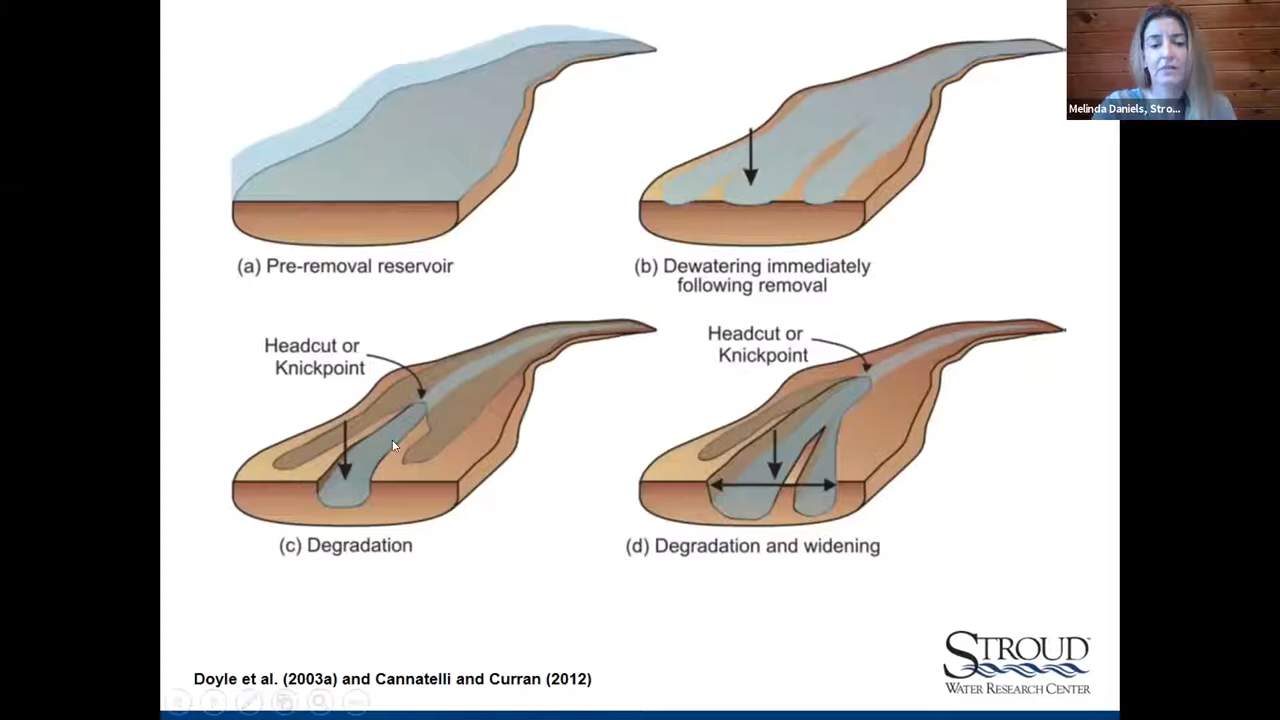 Melinda Daniels, Stro...
(a) Pre-removal reservoir
(b) Dewatering immediately
following removal
Headcut or
Knickpoint
Headcut or
Knickpoint
(c) Degradation
(d) Degradation and widening
STROUD™
WATER RESEARCH CENTER
Doyle et al. (2003a) and Cannatelli and Curran (2012)